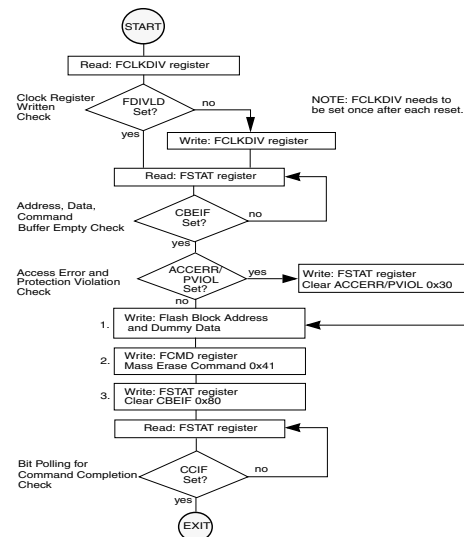 START
Read: FCLKDIV register
Clock Register
Written
Check
FDIVLD
Set?
no
yes
NOTE: FCLKDIV needs to
be set once after each reset.
Write: FCLKDIV register
Read: FSTAT register
Address, Data,
Command
Buffer Empty Check
CBEIF
Set?
no
yes
Access Error and
Protection Violation
Check
ACCERR/
PVIOL
Set?
yes
no
Write: FSTAT register
Clear ACCERR/PVIOL 0x30
1.
Write: Flash Block Address
and Dummy Data
2.
Write: FCMD register
Mass Erase Command 0x41
3.
Write: FSTAT register
Clear CBEIF 0x80
Read: FSTAT register
Bit Polling for
Command Completion
Check
CCIF
Set?
no
yes
EXIT